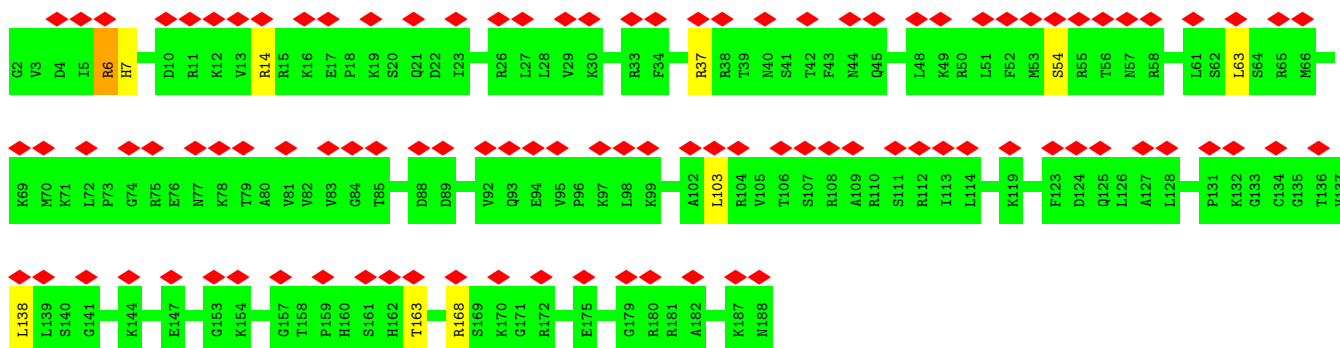 G2 V3 D4 I5 R6 H7 D10 R11 K12 V13 R14 R15 K16 E17 P18 K19 S20 Q21 D22 I23 R26 L27 L28 V29 K30 R33 F34 R37 R38 T39 N40 S41 T42 F43 N44 Q45 L48 K49 R50 L51 F52 M53 S54 R55 T56 N57 R58 L61 S62 L63 S64 R65 M66
K69 M70 K71 L72 P73 G74 R75 E76 N77 K78 T79 A80 V81 V82 V83 G84 T85 D88 D89 V92 Q93 E94 V95 P96 K97 L98 K99 A102 L103 R104 V105 T106 S107 R108 A109 R110 S111 R112 I113 L114 K119 F123 D124 Q125 L126 A127 L128 P131 K132 G133 C134 G135 T136 V137
L138 L139 S140 G141 K144 E147 G153 K154 G157 T158 P159 H160 S161 H162 T163 R168 S169 K170 G171 R172 E175 G179 R180 R181 A182 K187 N188